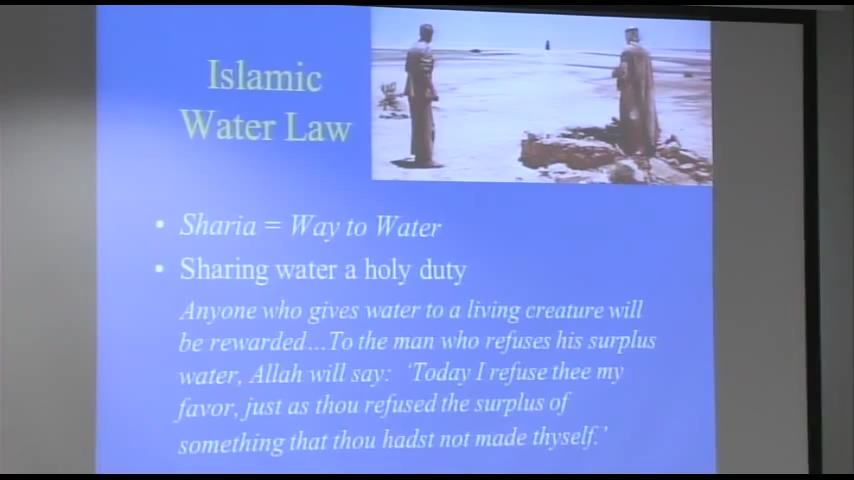 Islamic
Water Law
• Sharia = Way to Water
• Sharing water a holy duty
Anyone who gives water to a living creature will
be rewarded…To the man who refuses his surplus
water, Allah will say: ‘Today I refuse thee my
favor, just as thou refused the surplus of
something that thou hadst not made thyself.’